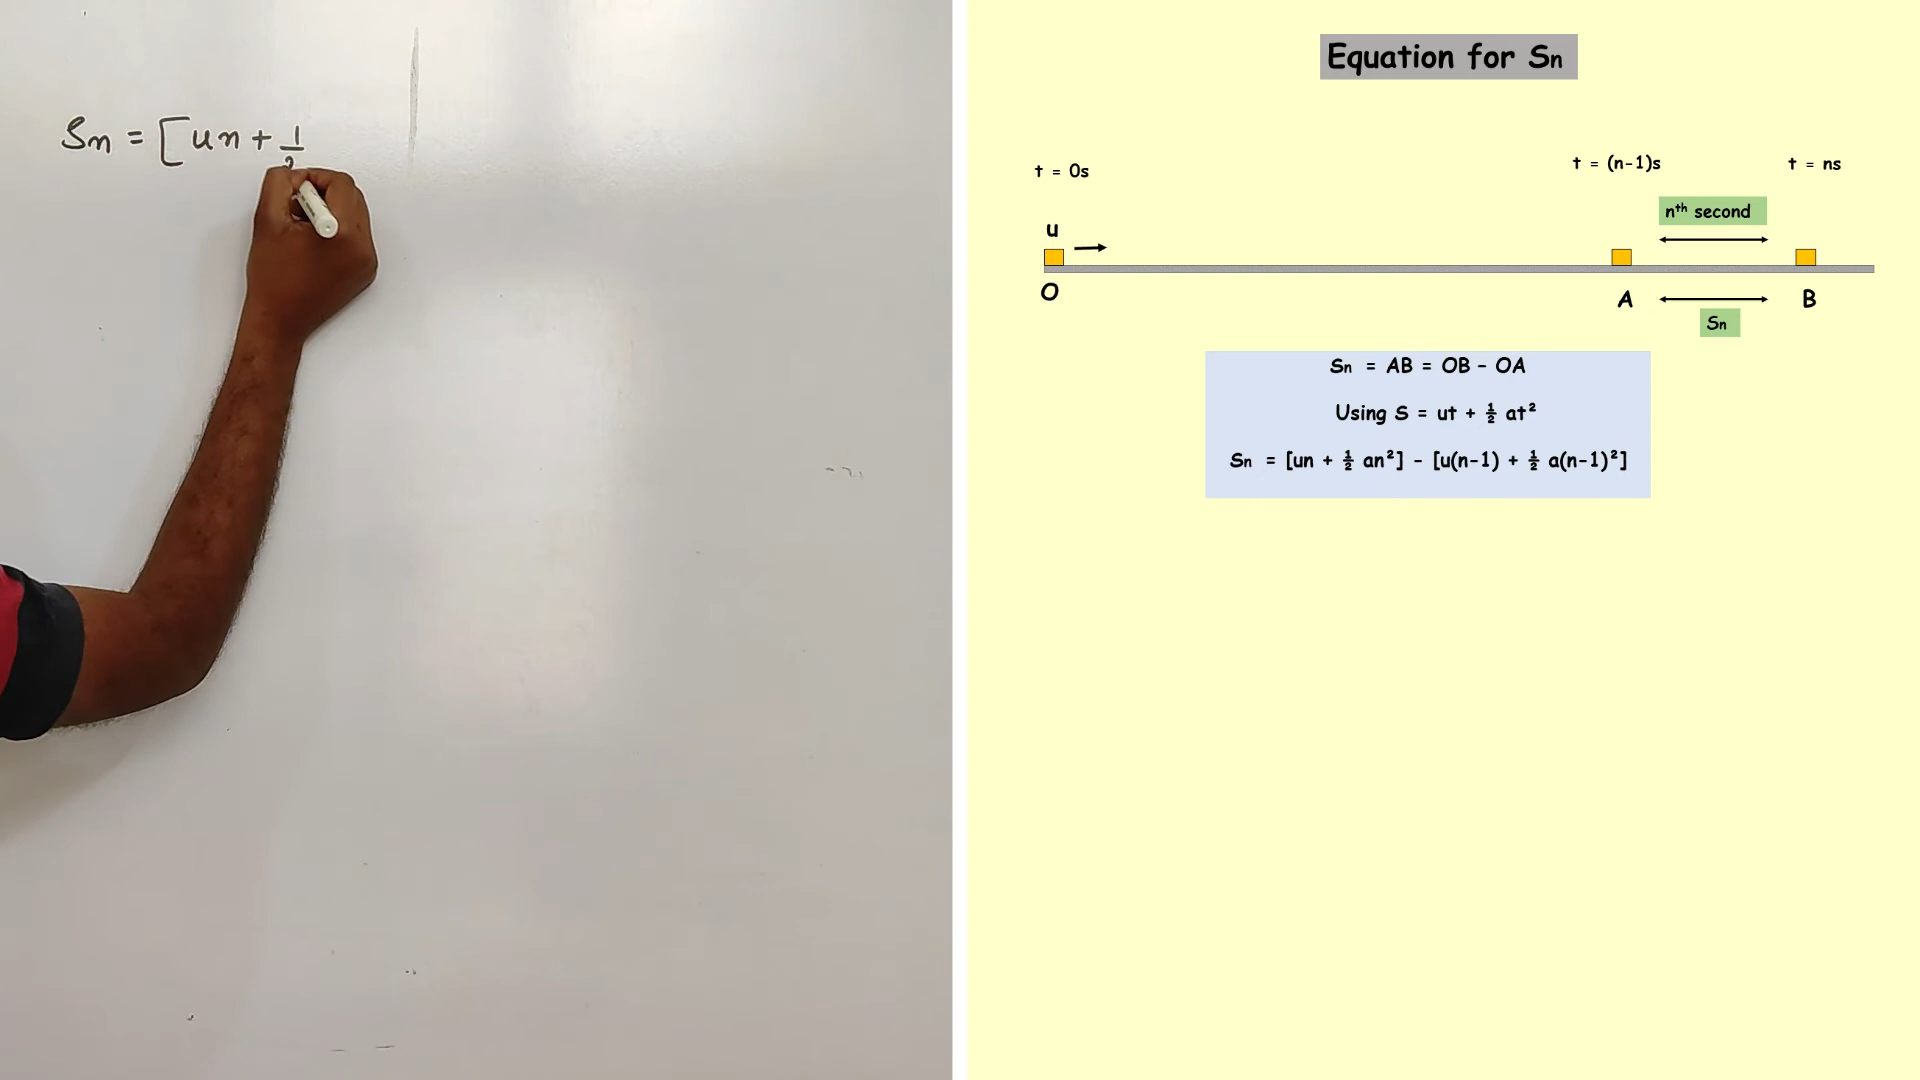 Sn = [un + 1/2
Equation for Sn
t = 0s
t = (n-1)s
t = ns
nᵗʰ second
u
O
A
B
Sn
Sn = AB = OB - OA
Using S = ut + ½ at²
Sn = [un + ½ an²] - [u(n-1) + ½ a(n-1)²]